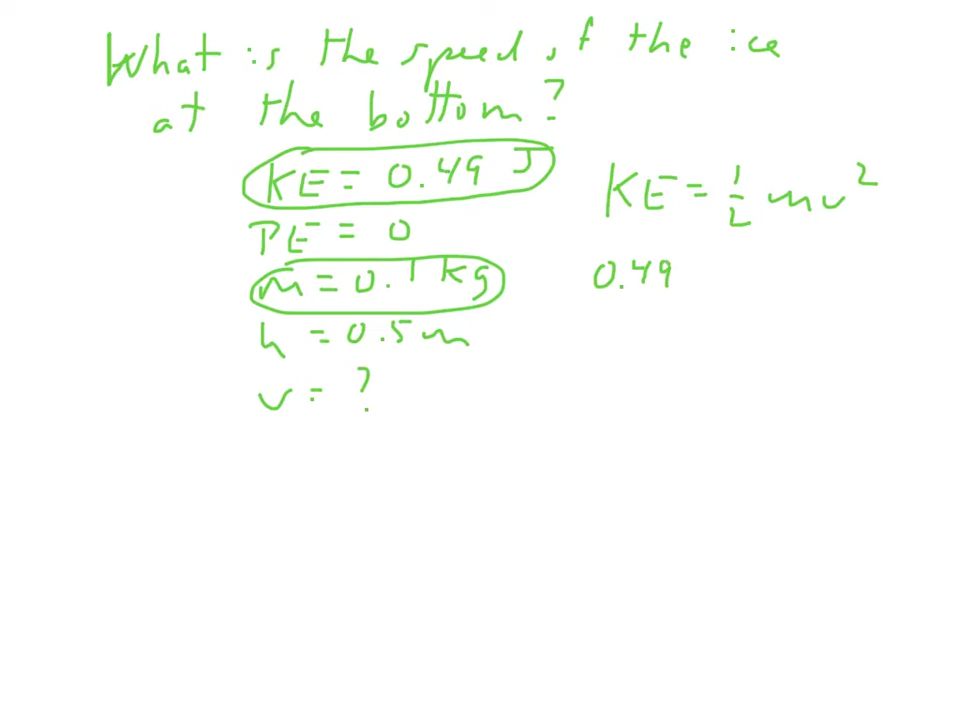 What is the speed of the ice
at the bottom?
KE = 0.49 J
PE = 0
m = 0.1 kg
h = 0.5 m
v = ?
KE = 1/2 mv²
0.49